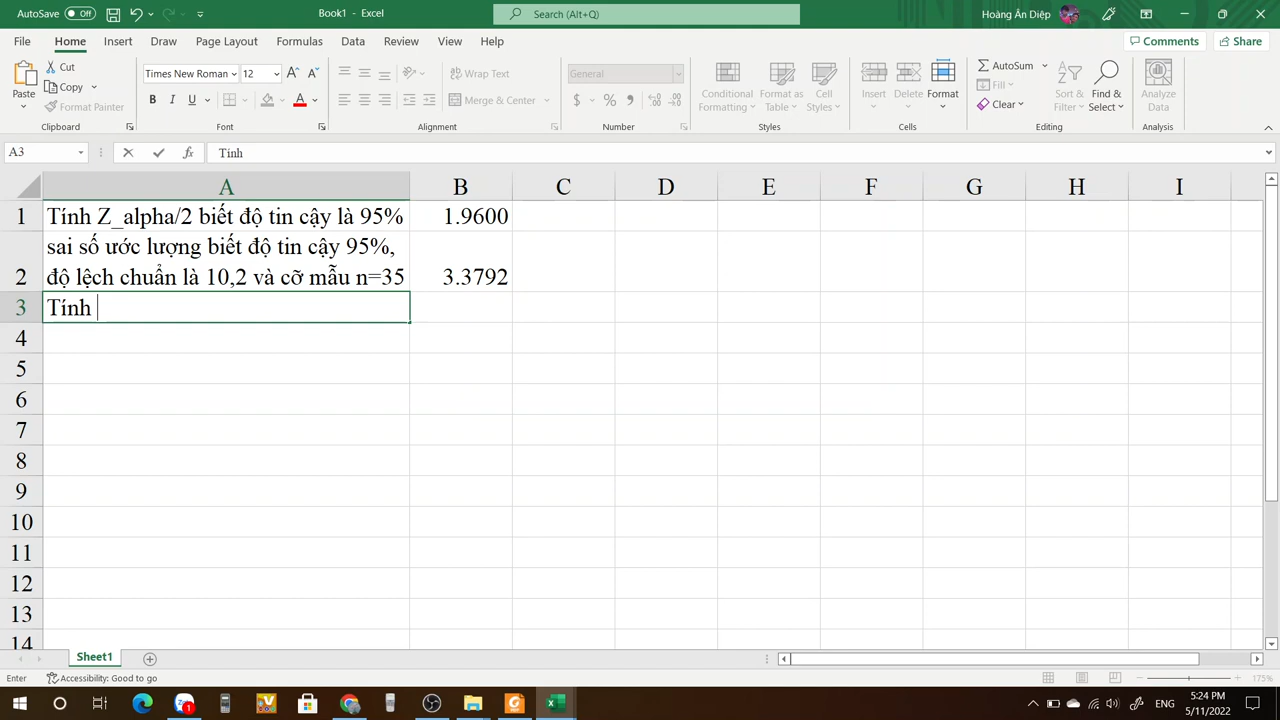 AutoSave Off Book1 - Excel Search (Alt+Q) Hoàng Ân Diệp
File Home Insert Draw Page Layout Formulas Data Review View Help Comments Share
Paste Cut Copy Format Painter Clipboard
Times New Roman 12 B I U A Font
Wrap Text Merge & Center Alignment
General $ % Number
Conditional Formatting Format as Table Cell Styles Styles
Insert Delete Format Cells
AutoSum Fill Clear Sort & Filter Find & Select Editing
Analyze Data Analysis
A3 fx Tính
A B C D E F G H I
1 Tính Z_alpha/2 biết độ tin cậy là 95% 1.9600
sai số ước lượng biết độ tin cậy 95%,
2 độ lệch chuẩn là 10,2 và cỡ mẫu n=35 3.3792
3 Tính
4
5
6
7
8
9
10
11
12
13
14
Sheet1
Enter Accessibility: Good to go 175%
1 ENG 5:24 PM
5/11/2022